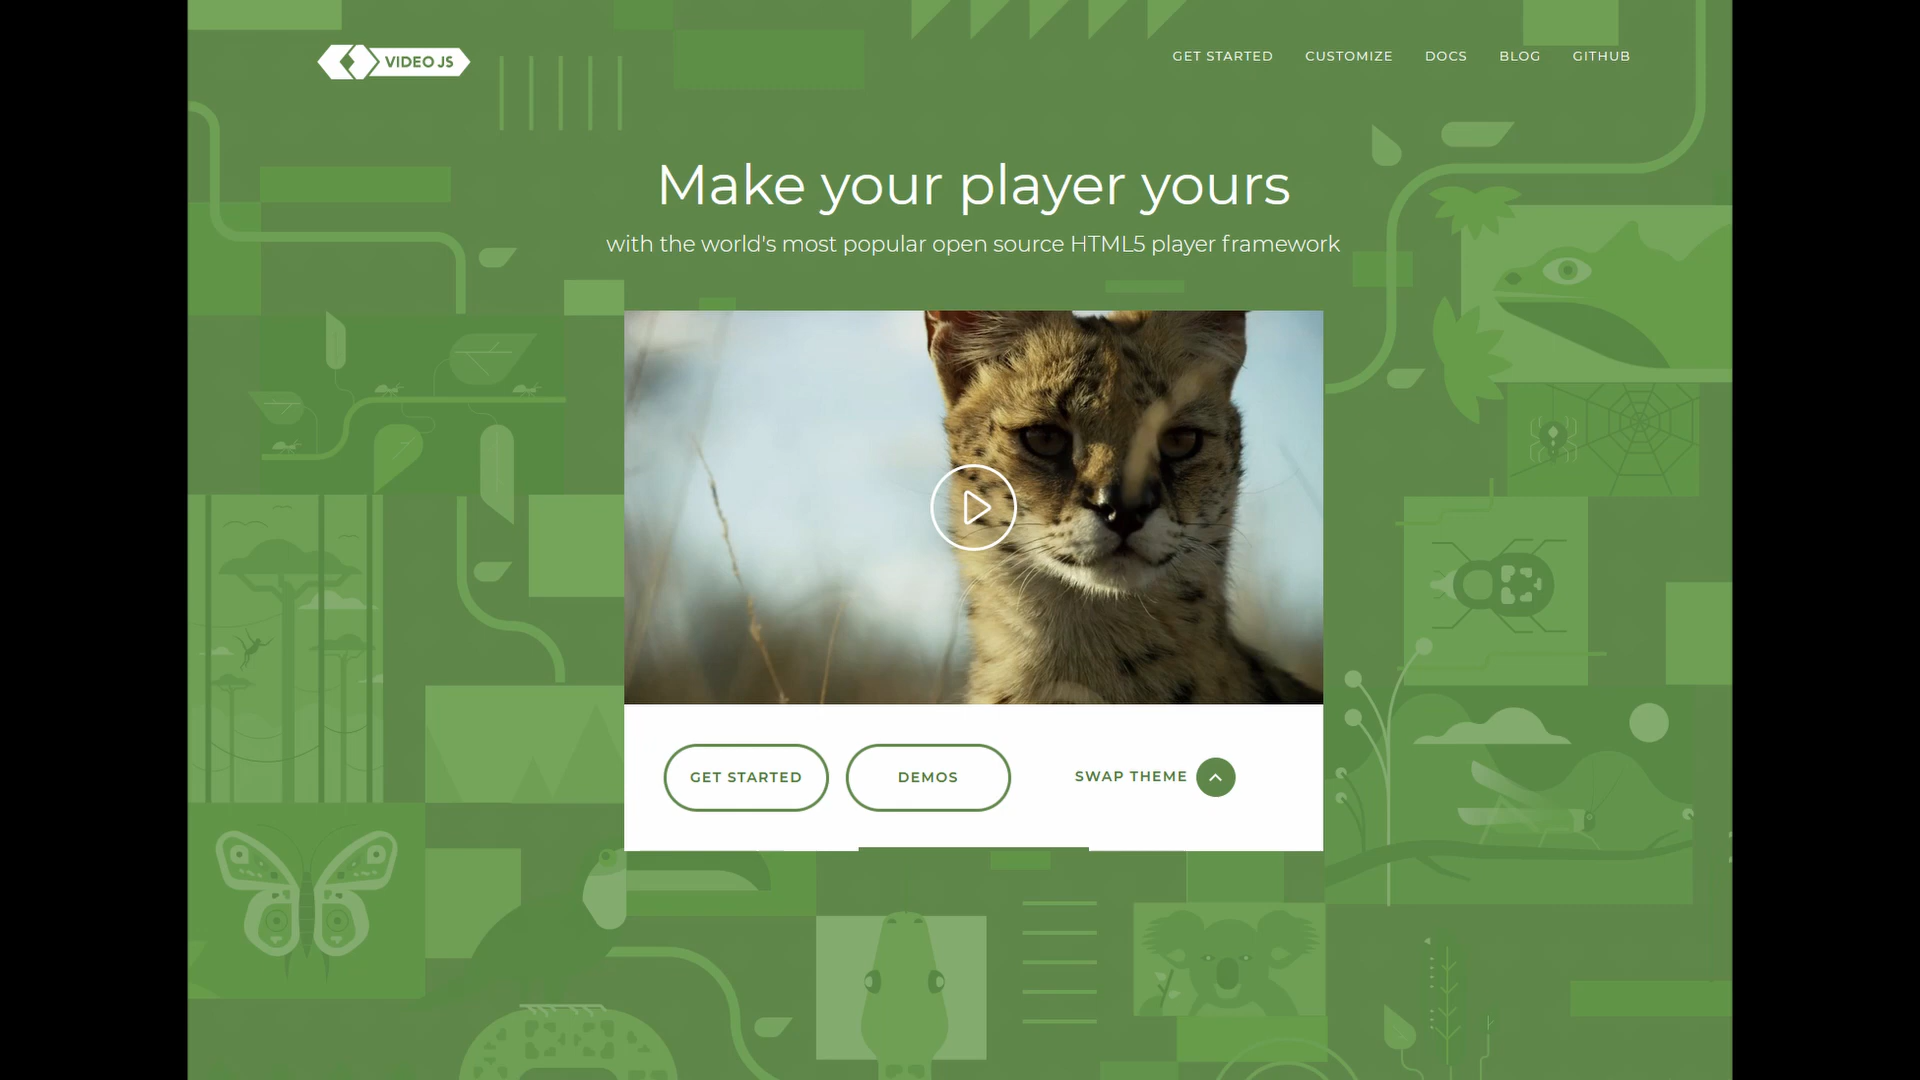 VIDEO JS
GET STARTED CUSTOMIZE DOCS BLOG GITHUB
Make your player yours
with the world's most popular open source HTML5 player framework
GET STARTED DEMOS SWAP THEME